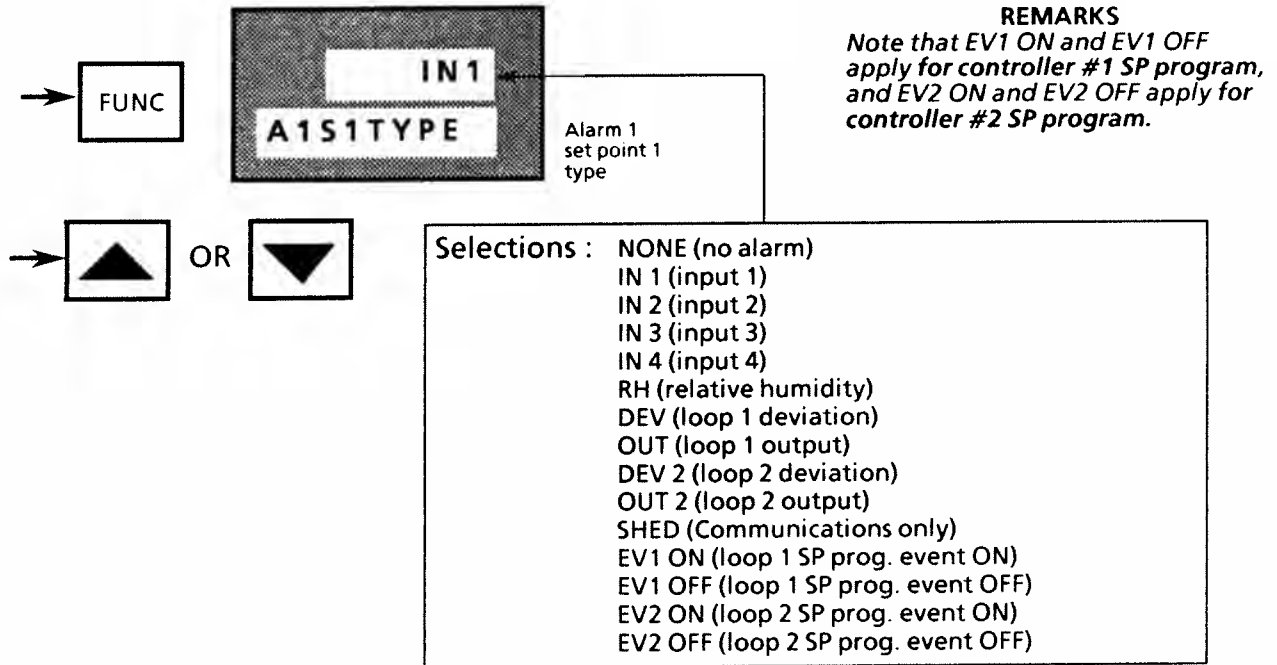 REMARKS
Note that EV1 ON and EV1 OFF
apply for controller #1 SP program,
and EV2 ON and EV2 OFF apply for
controller #2 SP program.
FUNC
IN1
A1S1TYPE
Alarm 1
set point 1
type
OR
Selections : NONE (no alarm)
IN 1 (input 1)
IN 2 (input 2)
IN 3 (input 3)
IN 4 (input 4)
RH (relative humidity)
DEV (loop 1 deviation)
OUT (loop 1 output)
DEV 2 (loop 2 deviation)
OUT 2 (loop 2 output)
SHED (Communications only)
EV1 ON (loop 1 SP prog. event ON)
EV1 OFF (loop 1 SP prog. event OFF)
EV2 ON (loop 2 SP prog. event ON)
EV2 OFF (loop 2 SP prog. event OFF)